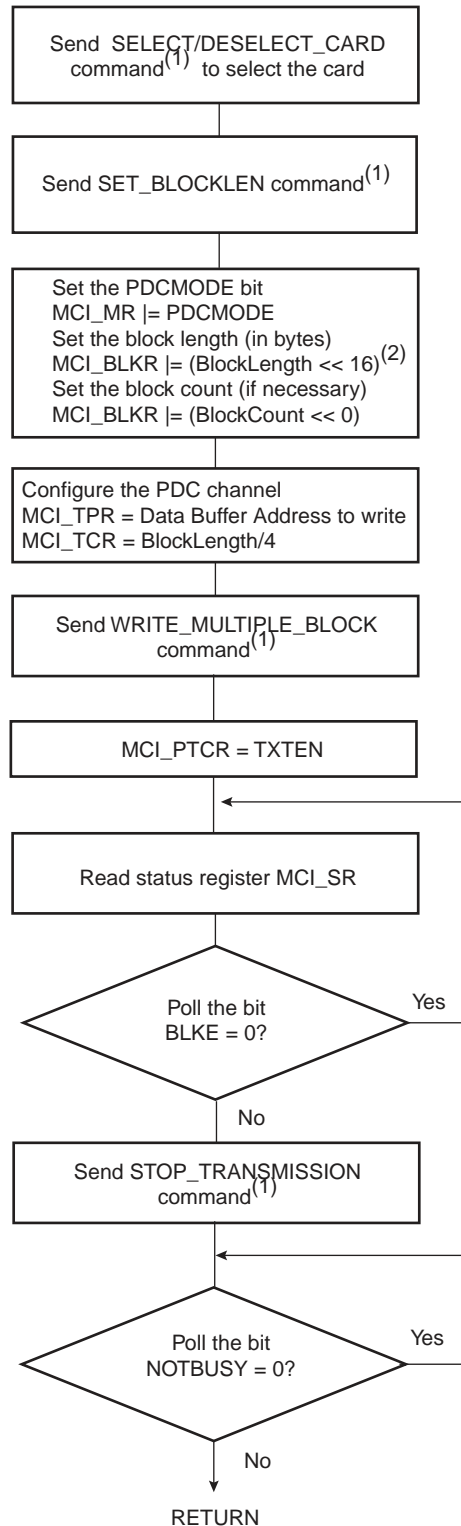 Send SELECT/DESELECT_CARD
command(1) to select the card
Send SET_BLOCKLEN command(1)
Set the PDCMODE bit
MCI_MR |= PDCMODE
Set the block length (in bytes)
MCI_BLKR |= (BlockLength << 16)(2)
Set the block count (if necessary)
MCI_BLKR |= (BlockCount << 0)
Configure the PDC channel
MCI_TPR = Data Buffer Address to write
MCI_TCR = BlockLength/4
Send WRITE_MULTIPLE_BLOCK
command(1)
MCI_PTCR = TXTEN
Read status register MCI_SR
Poll the bit
BLKE = 0?
Yes
No
Send STOP_TRANSMISSION
command(1)
Poll the bit
NOTBUSY = 0?
Yes
No
RETURN